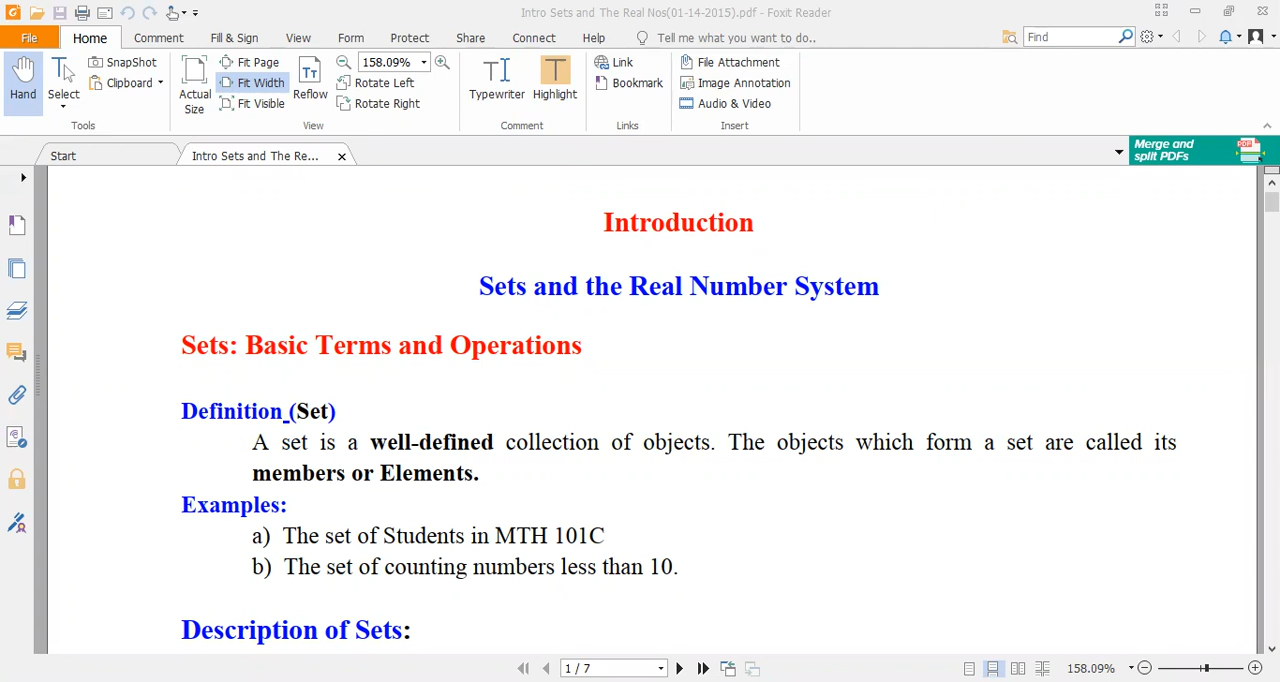 Intro Sets and The Real Nos(01-14-2015).pdf - Foxit Reader
File Home Comment Fill & Sign View Form Protect Share Connect Help Tell me what you want to do.. Find
Hand
Select
SnapShot
Clipboard
Tools
Actual Size
Fit Page
Fit Width
Fit Visible
Reflow
158.09%
Rotate Left
Rotate Right
View
Typewriter
Highlight
Comment
Link
Bookmark
Links
File Attachment
Image Annotation
Audio & Video
Insert
Start
Intro Sets and The Re...
Merge and
split PDFs
Introduction
Sets and the Real Number System
Sets: Basic Terms and Operations
Definition (Set)
A set is a well-defined collection of objects. The objects which form a set are called its
members or Elements.
Examples:
a) The set of Students in MTH 101C
b) The set of counting numbers less than 10.
Description of Sets:
1 / 7
158.09%